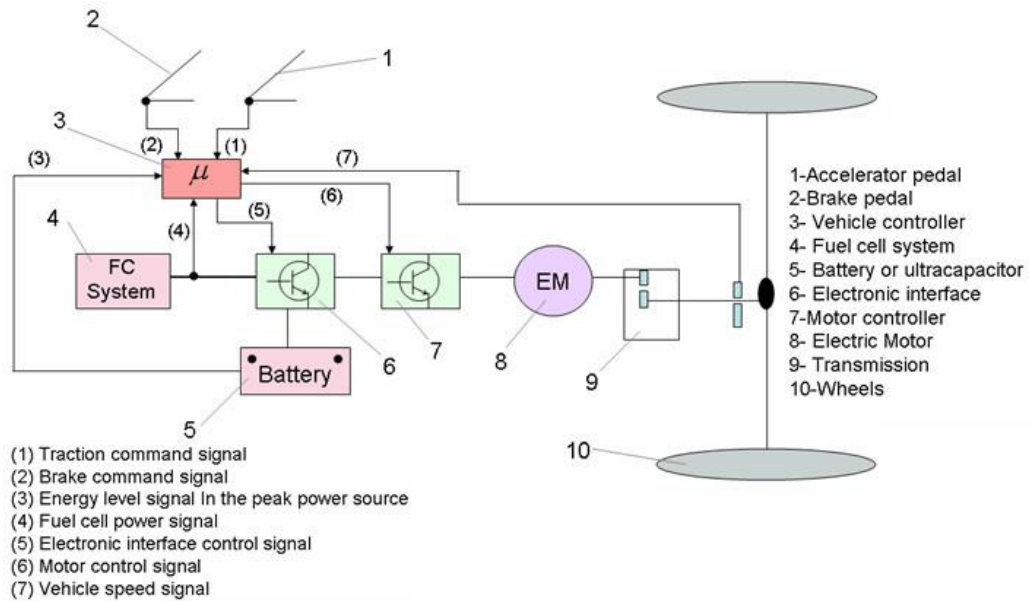 2
1
3
(3)
(2)
(1)
(7)
μ
(6)
(5)
4
(4)
FC
System
EM
6
7
8
9
Battery
5
10
1-Accelerator pedal
2-Brake pedal
3- Vehicle controller
4- Fuel cell system
5- Battery or ultracapacitor
6- Electronic interface
7-Motor controller
8- Electric Motor
9- Transmission
10-Wheels
(1) Traction command signal
(2) Brake command signal
(3) Energy level signal In the peak power source
(4) Fuel cell power signal
(5) Electronic interface control signal
(6) Motor control signal
(7) Vehicle speed signal